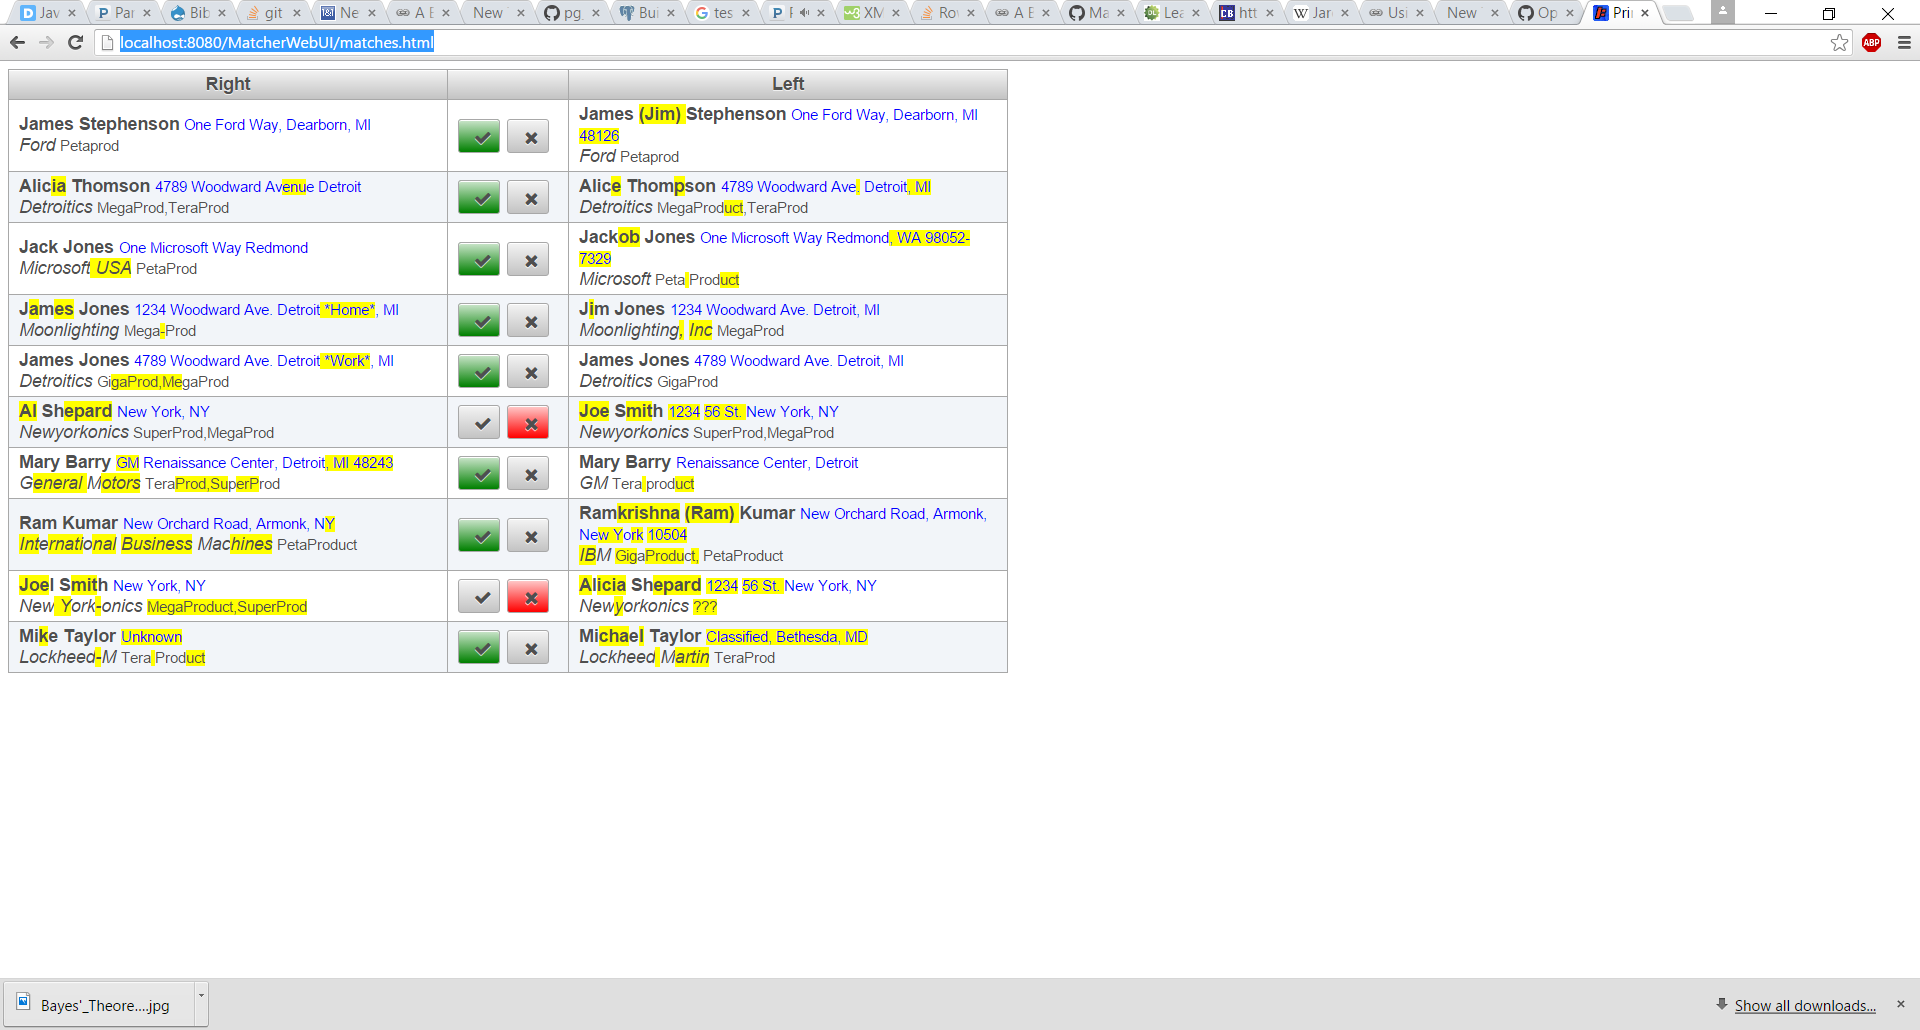 Jav Par Bib git Ne A B New pg_ Bui tes P XM Rov A B Ma Lea htt Jar Usi New Op Pri
localhost:8080/MatcherWebUI/matches.html
ABP
Right Left
James Stephenson One Ford Way, Dearborn, MI
Ford Petaprod
James (Jim) Stephenson One Ford Way, Dearborn, MI
48126
Ford Petaprod
Alicia Thomson 4789 Woodward Avenue Detroit
Detroitics MegaProd,TeraProd
Alice Thompson 4789 Woodward Ave. Detroit, MI
Detroitics MegaProduct,TeraProd
Jack Jones One Microsoft Way Redmond
Microsoft USA PetaProd
Jackob Jones One Microsoft Way Redmond, WA 98052-
7329
Microsoft Peta Product
James Jones 1234 Woodward Ave. Detroit *Home*, MI
Moonlighting Mega-Prod
Jim Jones 1234 Woodward Ave. Detroit, MI
Moonlighting, Inc MegaProd
James Jones 4789 Woodward Ave. Detroit *Work*, MI
Detroitics GigaProd,MegaProd
James Jones 4789 Woodward Ave. Detroit, MI
Detroitics GigaProd
Al Shepard New York, NY
Newyorkonics SuperProd,MegaProd
Joe Smith 1234 56 St. New York, NY
Newyorkonics SuperProd,MegaProd
Mary Barry GM Renaissance Center, Detroit, MI 48243
General Motors TeraProd,SuperProd
Mary Barry Renaissance Center, Detroit
GM Tera product
Ram Kumar New Orchard Road, Armonk, NY
International Business Machines PetaProduct
Ramkrishna (Ram) Kumar New Orchard Road, Armonk,
New York 10504
IBM GigaProduct, PetaProduct
Joel Smith New York, NY
New York-onics MegaProduct,SuperProd
Alicia Shepard 1234 56 St. New York, NY
Newyorkonics ???
Mike Taylor Unknown
Lockheed-M Tera Product
Michael Taylor Classified, Bethesda, MD
Lockheed Martin TeraProd
Bayes'_Theore....jpg
Show all downloads...